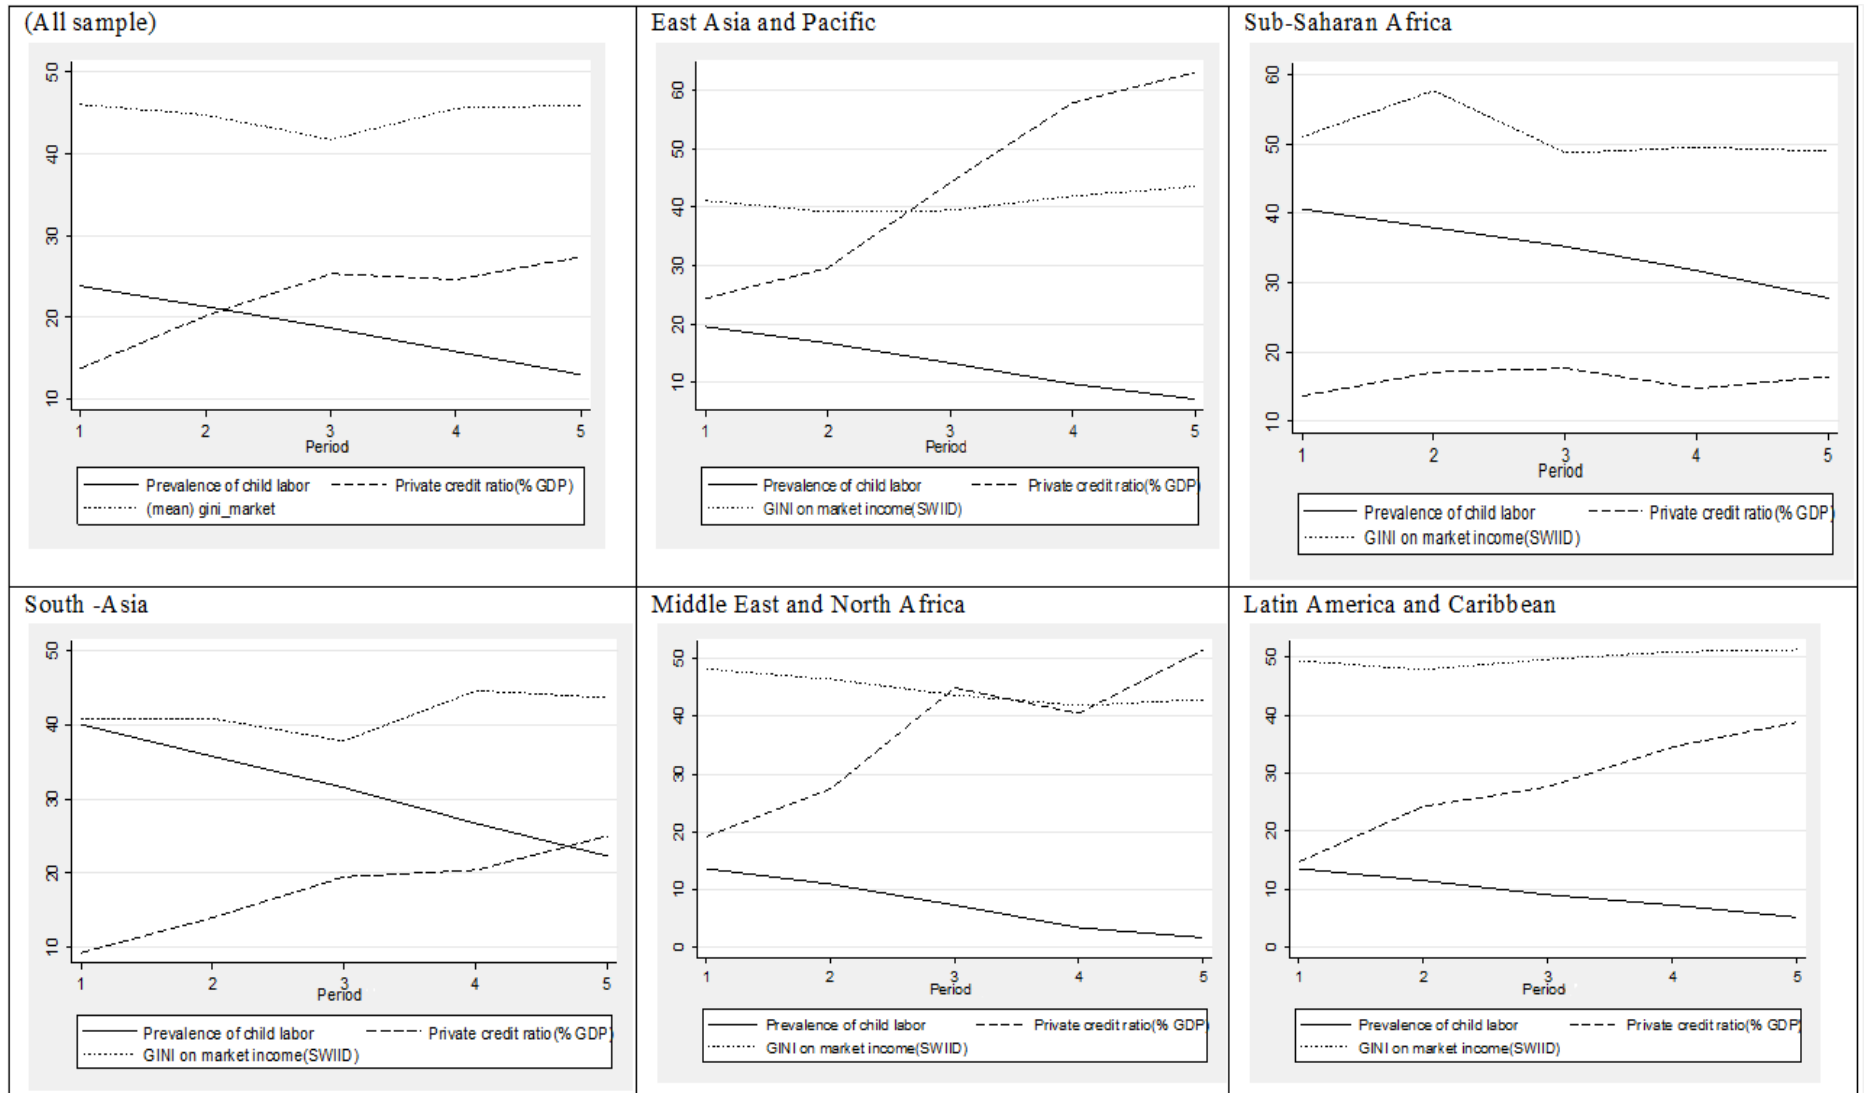 (All sample)
50
40
30
20
10
1 2 3 4 5
Period
Prevalence of child labor Private credit ratio(% GDP)
(mean) gini_market
East Asia and Pacific
60
50
40
30
20
10
1 2 3 4 5
Period
Prevalence of child labor Private credit ratio(% GDP)
GINI on market income(SWIID)
Sub-Saharan Africa
60
50
40
30
20
10
1 2 3 4 5
Period
Prevalence of child labor Private credit ratio(% GDP)
GINI on market income(SWIID)
South -Asia
50
40
30
20
10
1 2 3 4 5
Period
Prevalence of child labor Private credit ratio(% GDP)
GINI on market income(SWIID)
Middle East and North Africa
50
40
30
20
10
0
1 2 3 4 5
Period
Prevalence of child labor Private credit ratio(% GDP)
GINI on market income(SWIID)
Latin America and Caribbean
50
40
30
20
10
0
1 2 3 4 5
Period
Prevalence of child labor Private credit ratio(% GDP)
GINI on market income(SWIID)